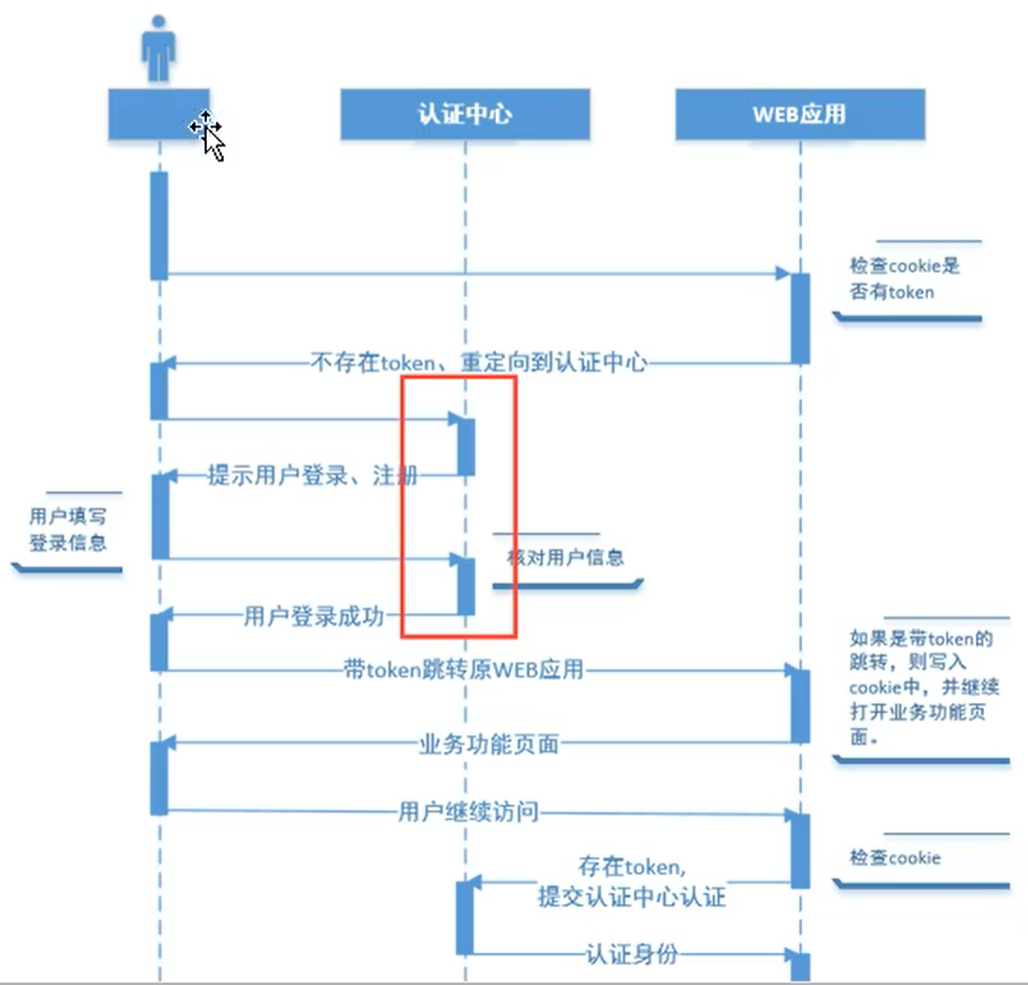 认证中心
WEB应用
检查cookie是
否有token
不存在token、重定向到认证中心
提示用户登录、注册
用户填写
登录信息
核对用户信息
用户登录成功
如果是带token的
跳转，则写入
cookie中，并继续
打开业务功能页
面。
带token跳转原WEB应用
业务功能页面
用户继续访问
检查cookie
存在token,
提交认证中心认证
认证身份